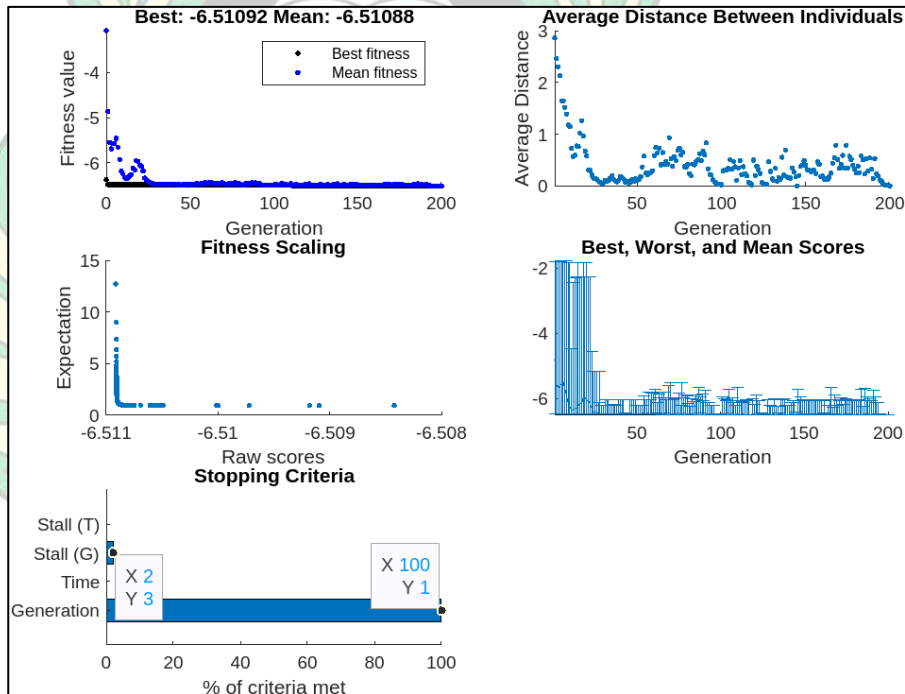 Best: -6.51092 Mean: -6.51088
Fitness value
-4
-5
-6
Best fitness
Mean fitness
0 50 100 150 200
Generation
Average Distance Between Individuals
Average Distance
3
2
1
0
50 100 150 200
Generation
Fitness Scaling
Expectation
15
10
5
0
-6.511 -6.51 -6.509 -6.508
Raw scores
Best, Worst, and Mean Scores
-2
-4
-6
50 100 150 200
Generation
Stopping Criteria
Stall (T)
Stall (G)
Time
Generation
X 2
Y 3
X 100
Y 1
0 20 40 60 80 100
% of criteria met